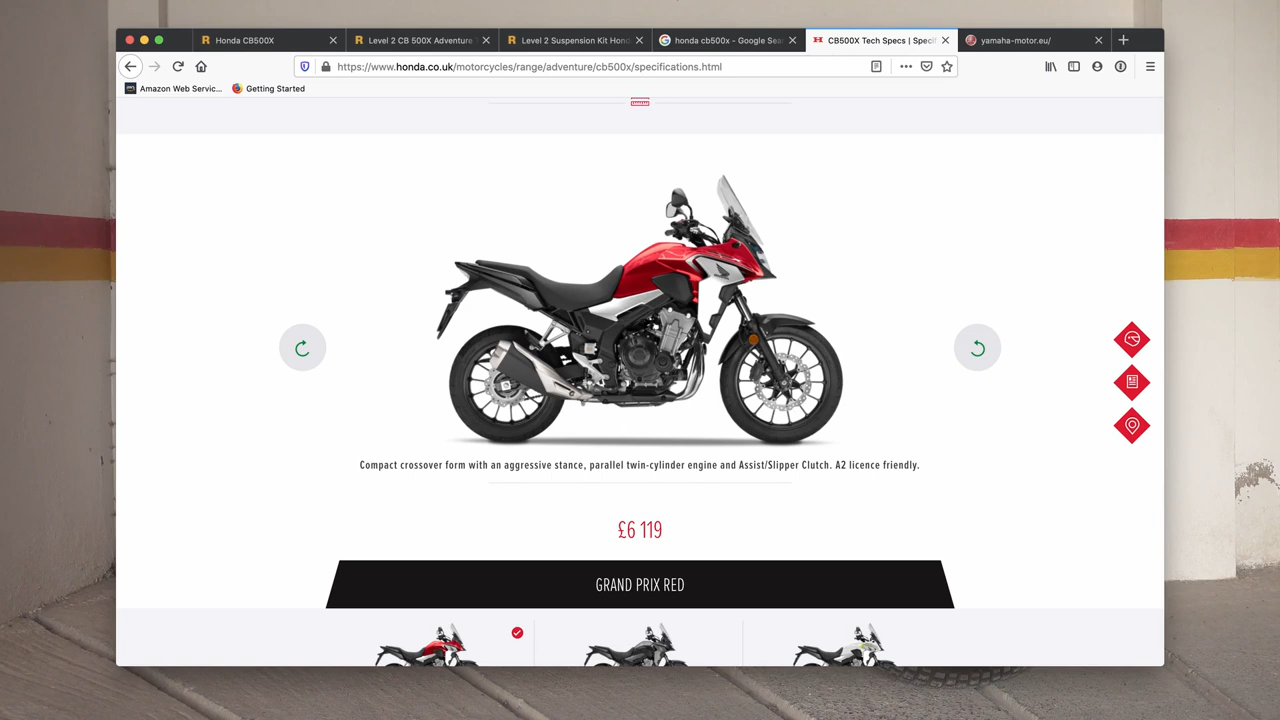 Honda CB500X
Level 2 CB 500X Adventure
Level 2 Suspension Kit Hon
honda cb500x - Google Sea
CB500X Tech Specs | Specif
yamaha-motor.eu/
https://www.honda.co.uk/motorcycles/range/adventure/cb500x/specifications.html
Amazon Web Servic...
Getting Started
Compact crossover form with an aggressive stance, parallel twin-cylinder engine and Assist/Slipper Clutch. A2 licence friendly.
£6 119
GRAND PRIX RED